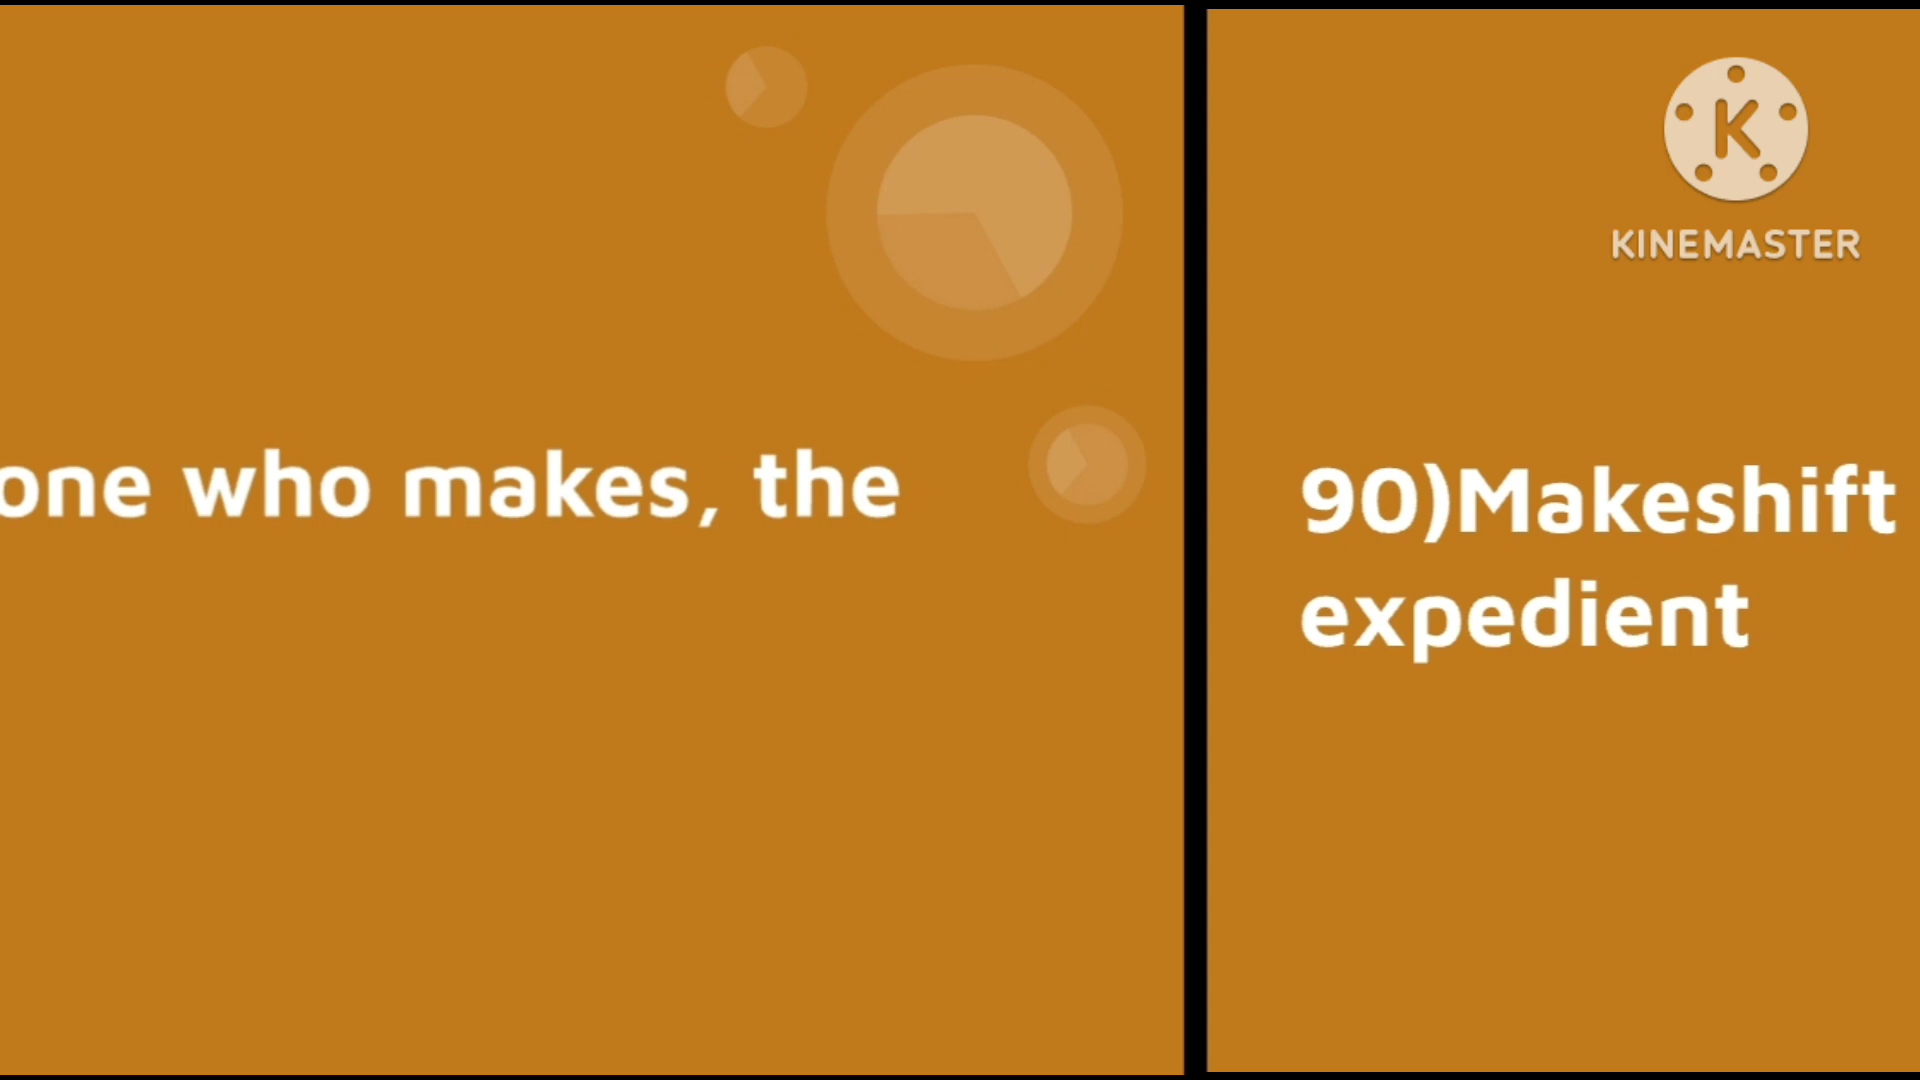 one who makes, the
K
KINEMASTER
90)Makeshift
expedient